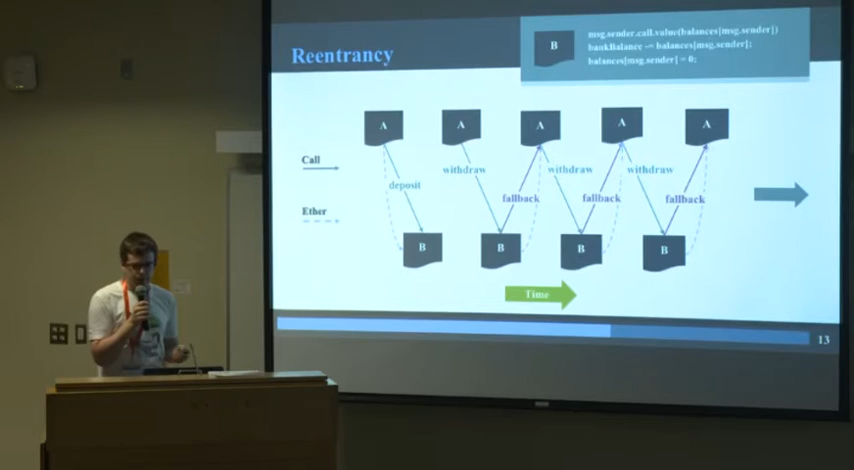 Reentrancy
B
msg.sender.call.value(balances[msg.sender])
bankBalance -= balances[msg.sender];
balances[msg.sender] = 0;
A A A A A
Call
withdraw withdraw withdraw
deposit
fallback fallback fallback
Ether
B B B B
Time
13